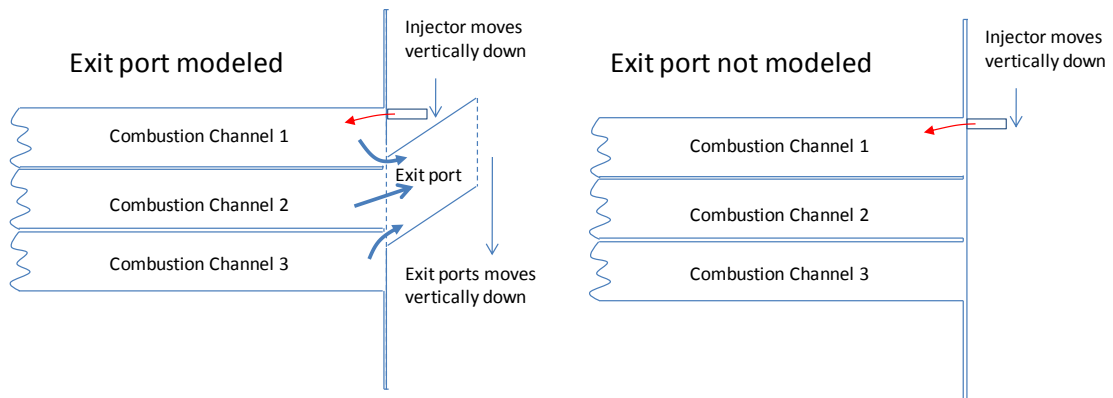 Exit port modeled
Injector moves
vertically down
Combustion Channel 1
Exit port
Combustion Channel 2
Combustion Channel 3
Exit ports moves
vertically down
Exit port not modeled
Injector moves
vertically down
Combustion Channel 1
Combustion Channel 2
Combustion Channel 3